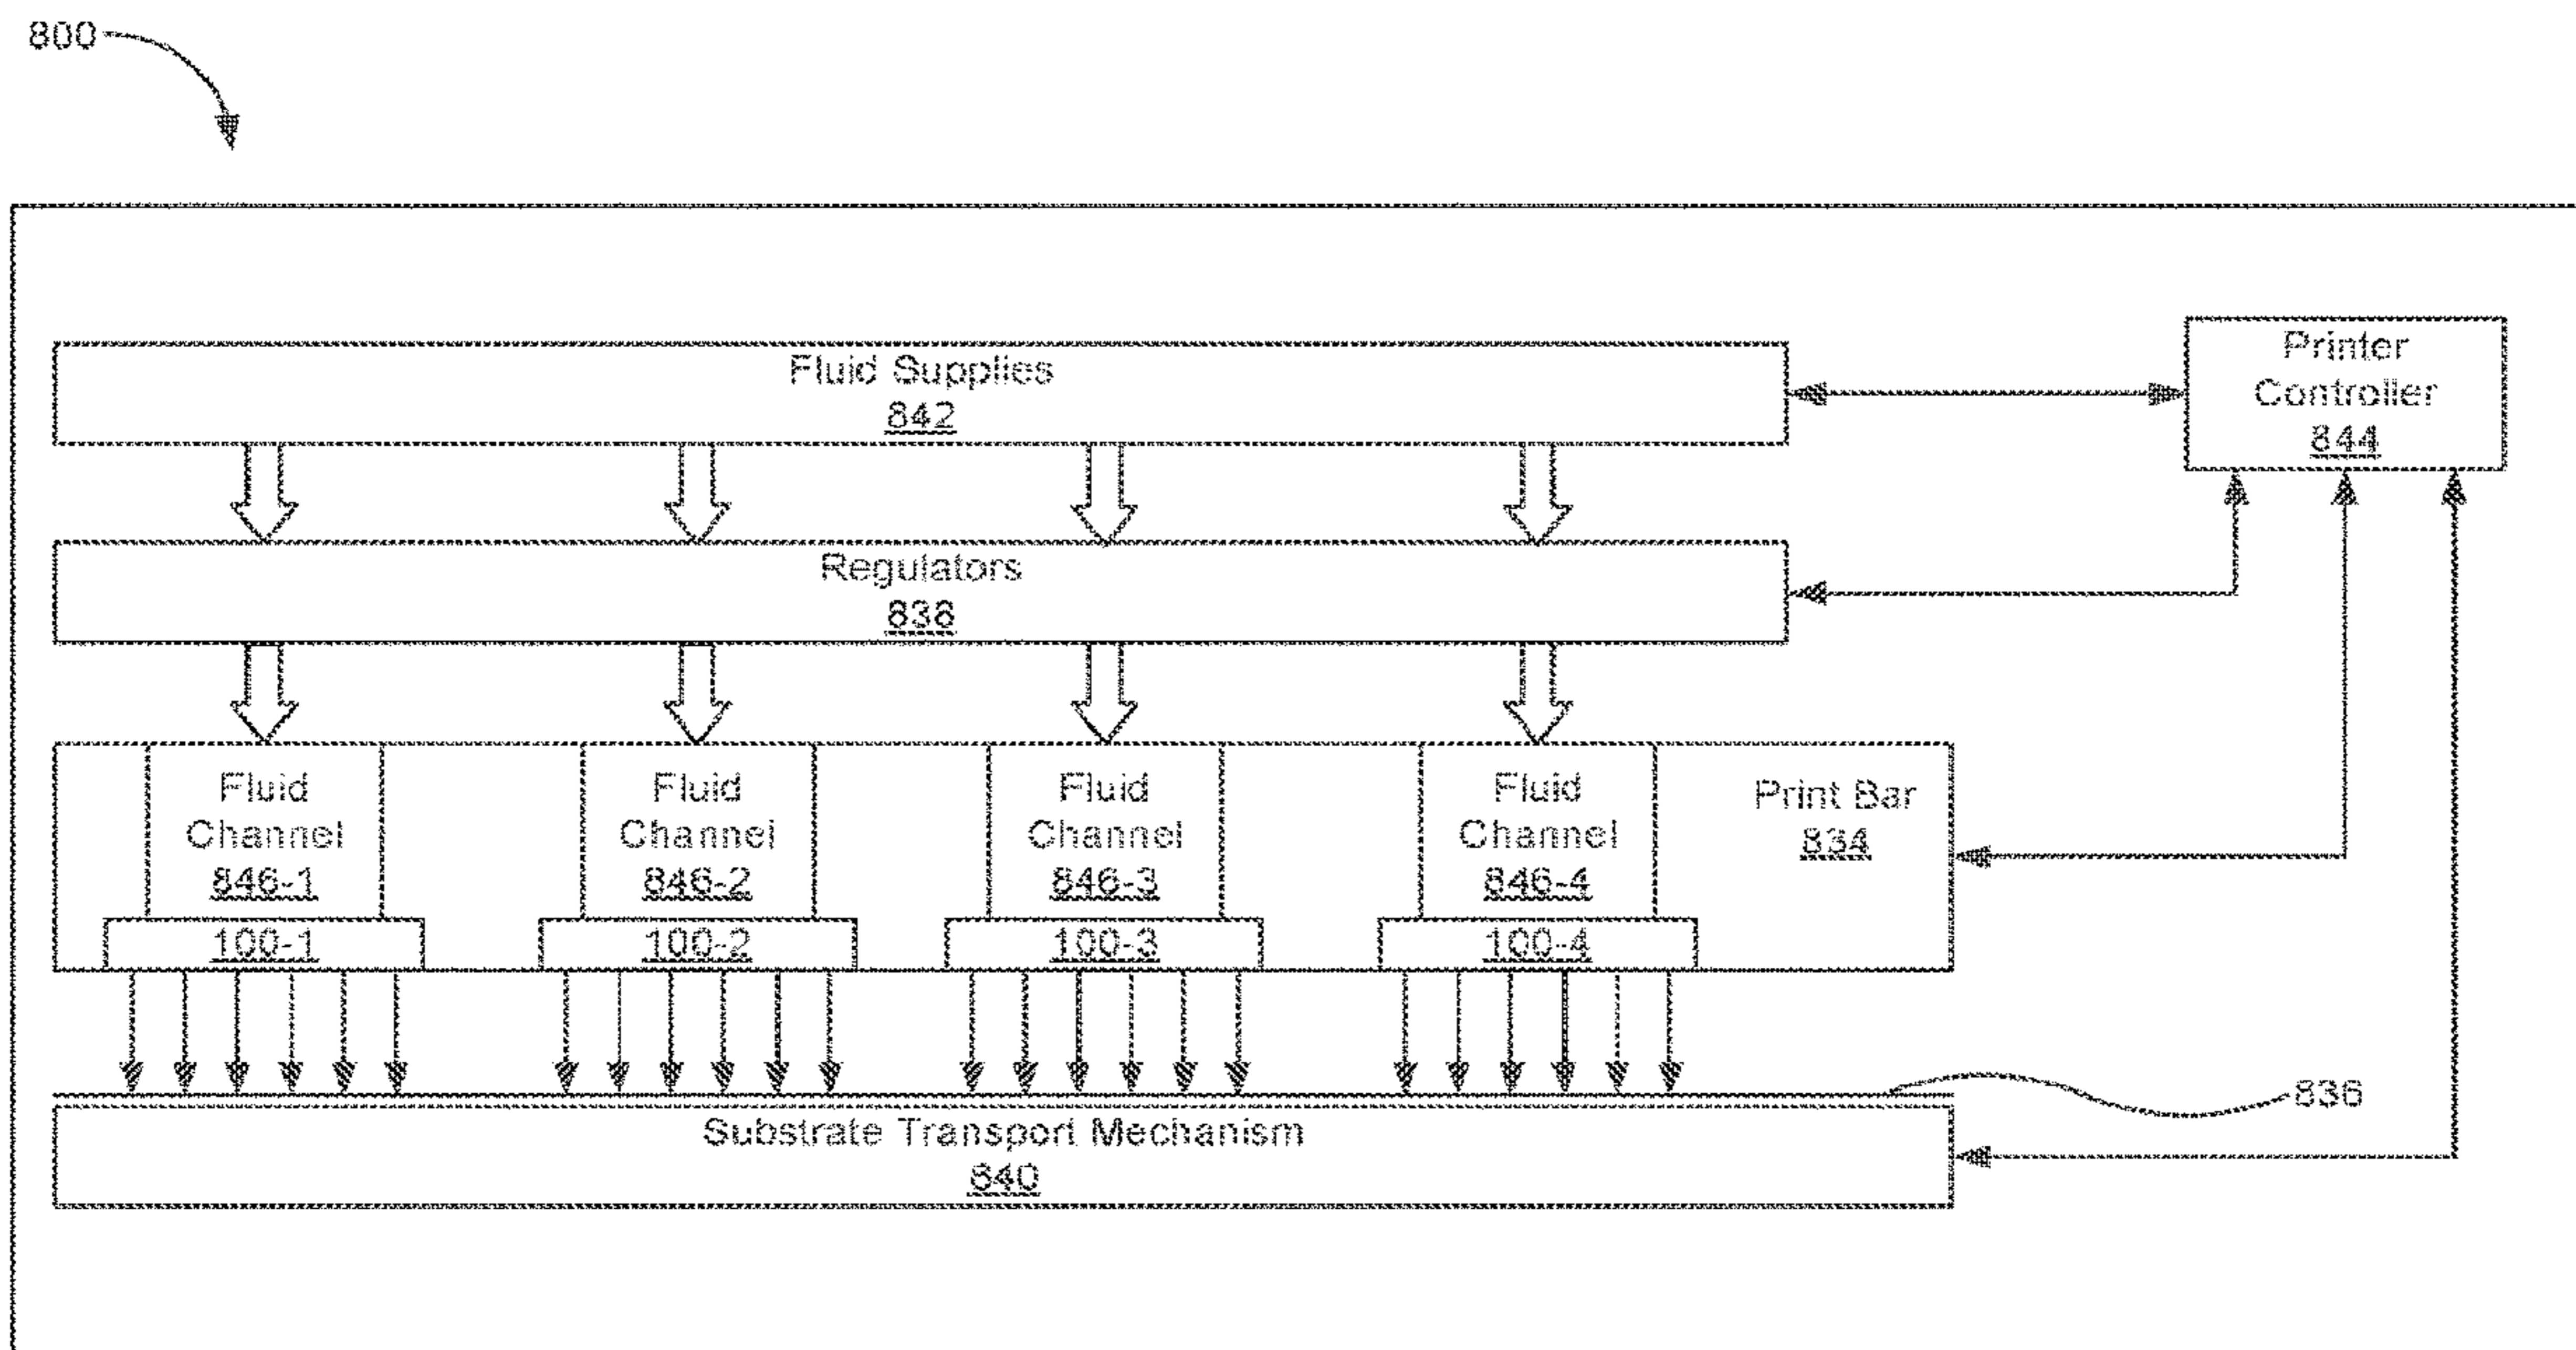 800
Fluid Supplies
842
Printer
Controller
844
Regulators
838
Fluid
Channel
846-1
Fluid
Channel
846-2
Fluid
Channel
846-3
Fluid
Channel
846-4
Print Bar
834
100-1
100-2
100-3
100-4
836
Substrate Transport Mechanism
840